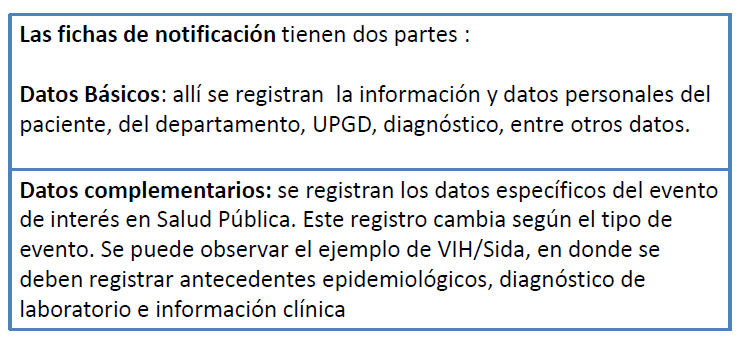 Las fichas de notificación tienen dos partes :
Datos Básicos: allí se registran la información y datos personales del
paciente, del departamento, UPGD, diagnóstico, entre otros datos.
Datos complementarios: se registran los datos específicos del evento
de interés en Salud Pública. Este registro cambia según el tipo de
evento. Se puede observar el ejemplo de VIH/Sida, en donde se
deben registrar antecedentes epidemiológicos, diagnóstico de
laboratorio e información clínica